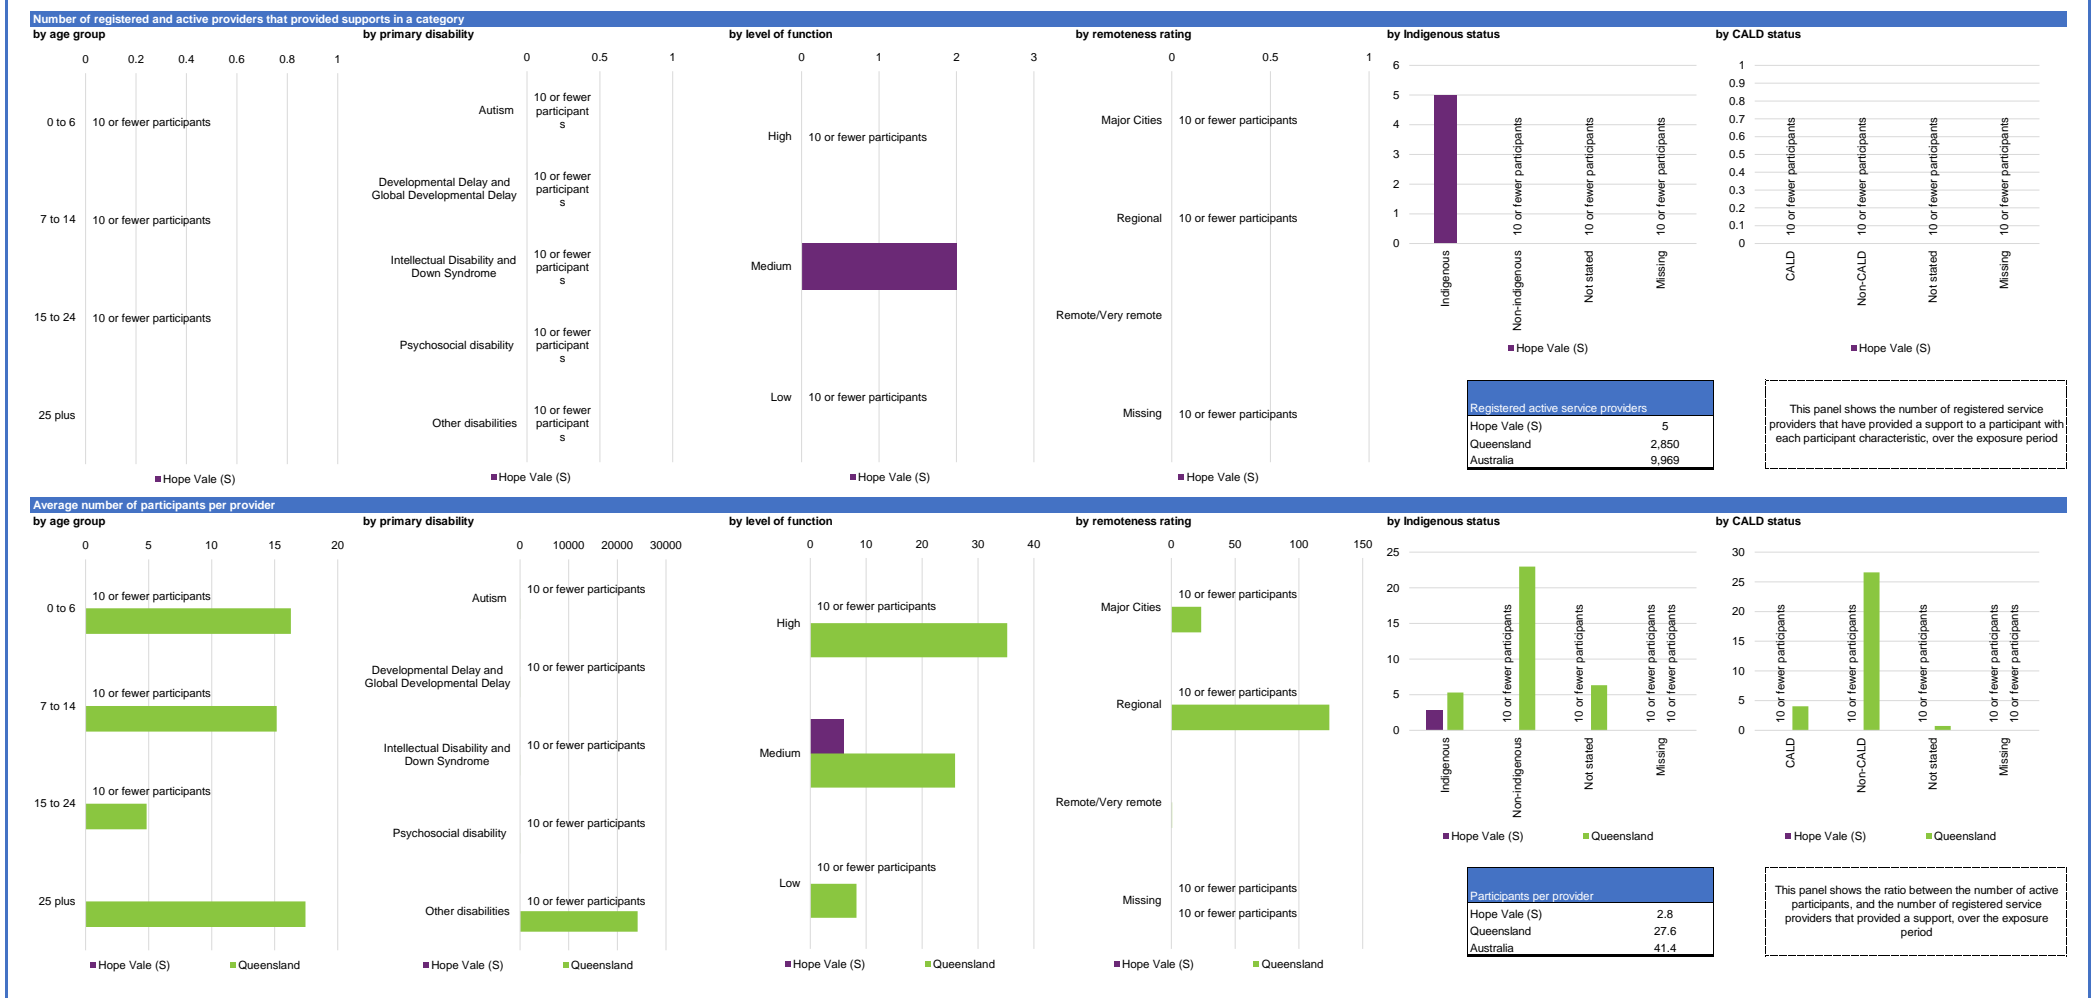 Number of registered and active providers that provided supports in a category
by age group
0 0.2 0.4 0.6 0.8 1
0 to 6
10 or fewer participants
7 to 14
10 or fewer participants
15 to 24
10 or fewer participants
25 plus
Hope Vale (S)
by primary disability
0 0.5 1
Autism
10 or fewer
participant
s
Developmental Delay and
Global Developmental Delay
10 or fewer
participant
s
Intellectual Disability and
Down Syndrome
10 or fewer
participant
s
Psychosocial disability
10 or fewer
participant
s
Other disabilities
10 or fewer
participant
s
Hope Vale (S)
by level of function
0 1 2 3
High
10 or fewer participants
Medium
Low
10 or fewer participants
Hope Vale (S)
by remoteness rating
0 0.5 1
Major Cities
10 or fewer participants
Regional
10 or fewer participants
Remote/Very remote
Missing
10 or fewer participants
Hope Vale (S)
by Indigenous status
6
5
4
3
2
1
0
10 or fewer participants
10 or fewer participants
10 or fewer participants
Indigenous
Non-indigenous
Not stated
Missing
Hope Vale (S)
by CALD status
1
0.9
0.8
0.7
0.6
0.5
0.4
0.3
0.2
0.1
0
10 or fewer participants
10 or fewer participants
10 or fewer participants
10 or fewer participants
CALD
Non-CALD
Not stated
Missing
Hope Vale (S)
Registered active service providers
Hope Vale (S) 5
Queensland 2,850
Australia 9,969
This panel shows the number of registered service
providers that have provided a support to a participant with
each participant characteristic, over the exposure period
Average number of participants per provider
by age group
0 5 10 15 20
0 to 6
10 or fewer participants
7 to 14
10 or fewer participants
15 to 24
10 or fewer participants
25 plus
Hope Vale (S) Queensland
by primary disability
0 10000 20000 30000
Autism
10 or fewer participants
Developmental Delay and
Global Developmental Delay
10 or fewer participants
Intellectual Disability and
Down Syndrome
10 or fewer participants
Psychosocial disability
10 or fewer participants
Other disabilities
10 or fewer participants
Hope Vale (S) Queensland
by level of function
0 10 20 30 40
High
10 or fewer participants
Medium
Low
10 or fewer participants
Hope Vale (S) Queensland
by remoteness rating
0 50 100 150
Major Cities
10 or fewer participants
Regional
10 or fewer participants
Remote/Very remote
Missing
10 or fewer participants
10 or fewer participants
Hope Vale (S) Queensland
by Indigenous status
25
20
15
10
5
0
10 or fewer participants
10 or fewer participants
10 or fewer participants
10 or fewer participants
Indigenous
Non-indigenous
Not stated
Missing
Hope Vale (S) Queensland
by CALD status
30
25
20
15
10
5
0
10 or fewer participants
10 or fewer participants
10 or fewer participants
10 or fewer participants
10 or fewer participants
CALD
Non-CALD
Not stated
Missing
Hope Vale (S) Queensland
Participants per provider
Hope Vale (S) 2.8
Queensland 27.6
Australia 41.4
This panel shows the ratio between the number of active
participants, and the number of registered service
providers that provided a support, over the exposure
period